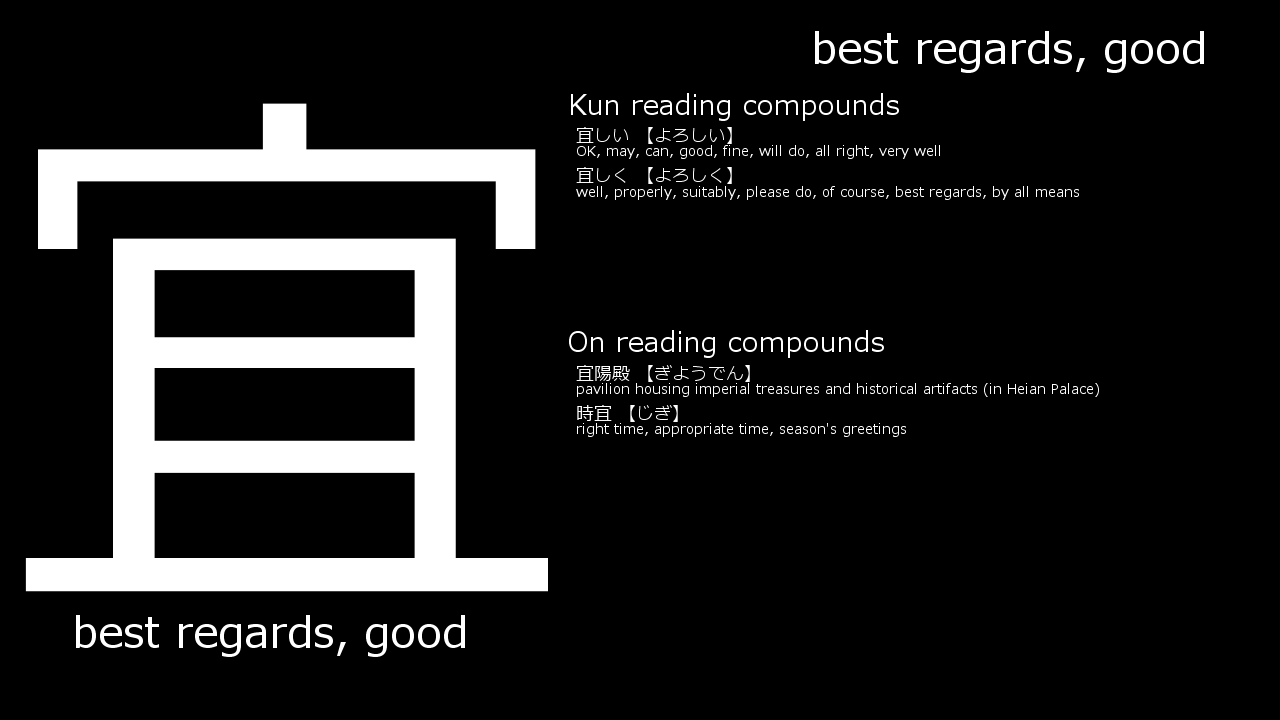 宜
best regards, good
best regards, good
Kun reading compounds
宜しい 【よろしい】
OK, may, can, good, fine, will do, all right, very well
宜しく 【よろしく】
well, properly, suitably, please do, of course, best regards, by all means
On reading compounds
宜陽殿 【ぎようでん】
pavilion housing imperial treasures and historical artifacts (in Heian Palace)
時宜 【じぎ】
right time, appropriate time, season's greetings